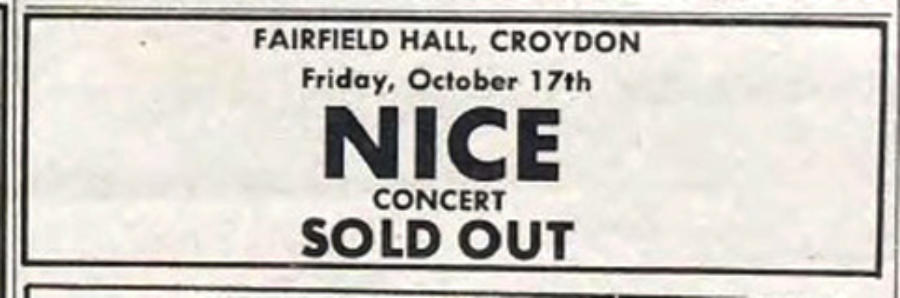 FAIRFIELD HALL, CROYDON
Friday, October 17th
NICE
CONCERT
SOLD OUT